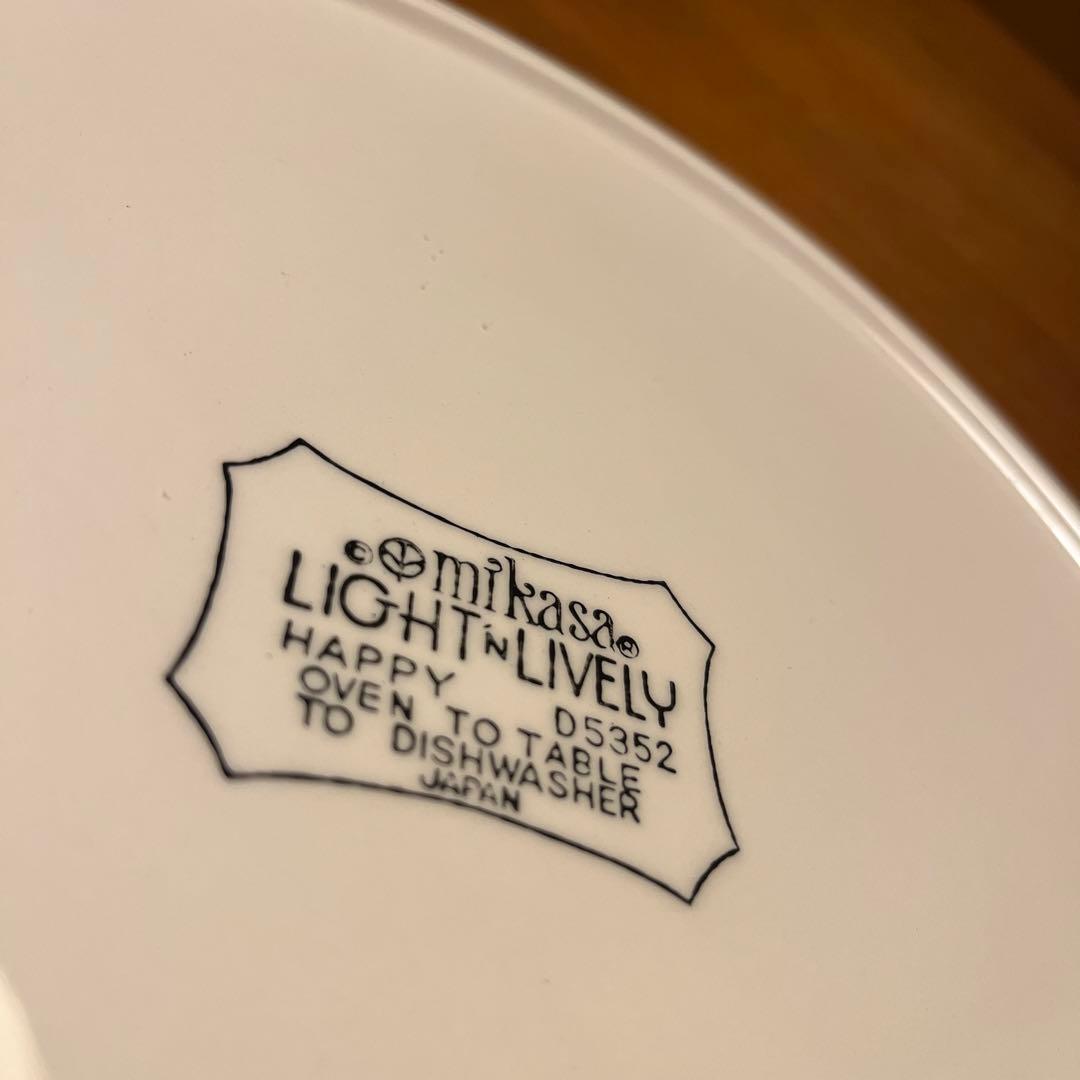 © mikasa®
LIGHT 'N LIVELY
HAPPY D5352
OVEN TO TABLE
TO DISHWASHER
JAPAN